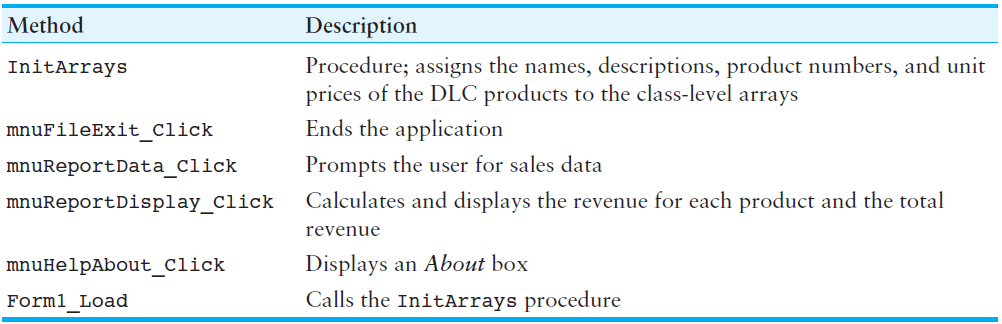 Method Description
InitArrays Procedure; assigns the names, descriptions, product numbers, and unit
prices of the DLC products to the class-level arrays
mnuFileExit_Click Ends the application
mnuReportData_Click Prompts the user for sales data
mnuReportDisplay_Click Calculates and displays the revenue for each product and the total
revenue
mnuHelpAbout_Click Displays an About box
Form1_Load Calls the InitArrays procedure